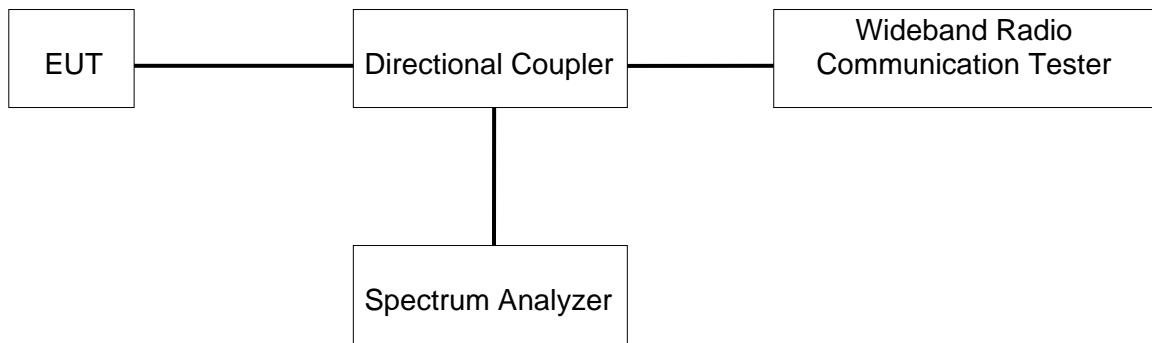 EUT
Directional Coupler
Wideband Radio
Communication Tester
Spectrum Analyzer